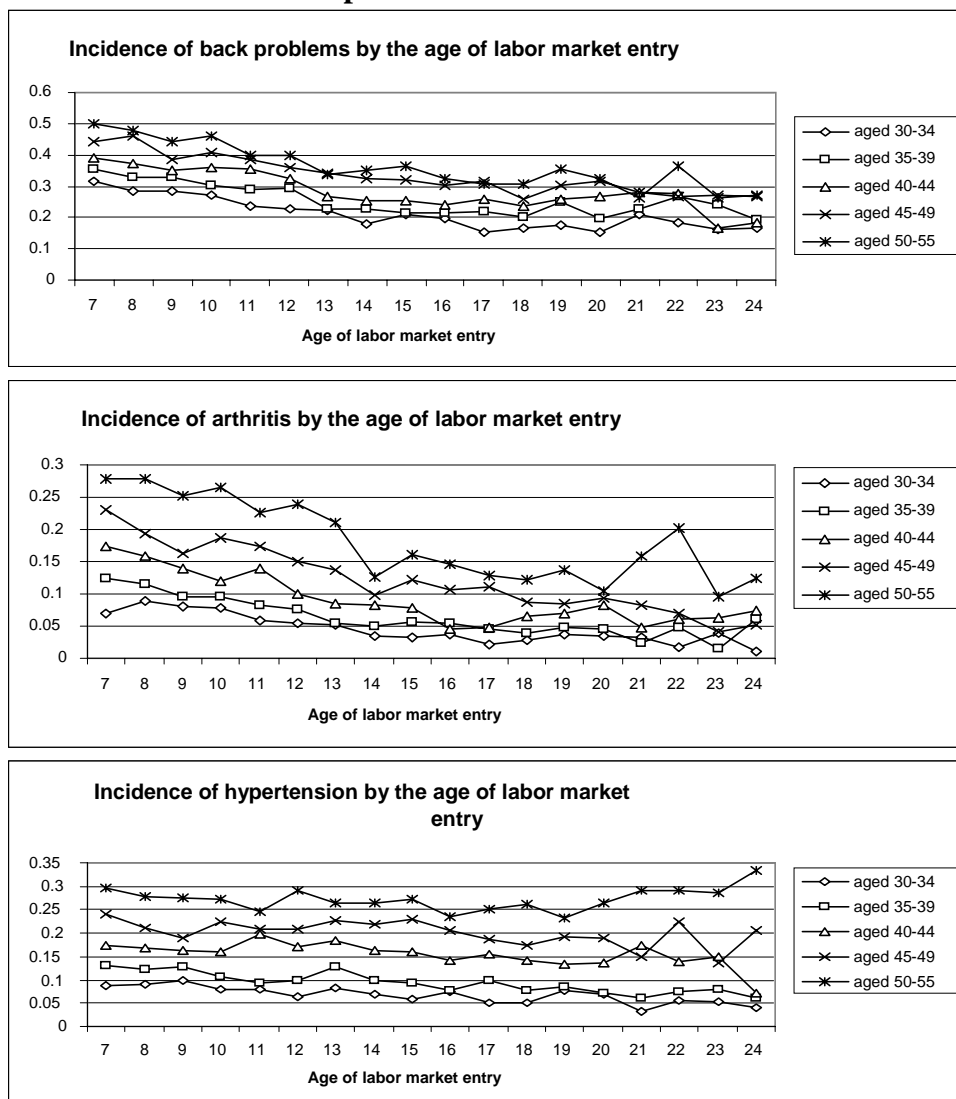 Incidence of back problems by the age of labor market entry
0.6
0.5
0.4
0.3
0.2
0.1
0
7 8 9 10 11 12 13 14 15 16 17 18 19 20 21 22 23 24
Age of labor market entry
aged 30-34
aged 35-39
aged 40-44
aged 45-49
aged 50-55
Incidence of arthritis by the age of labor market entry
0.3
0.25
0.2
0.15
0.1
0.05
0
7 8 9 10 11 12 13 14 15 16 17 18 19 20 21 22 23 24
Age of labor market entry
aged 30-34
aged 35-39
aged 40-44
aged 45-49
aged 50-55
Incidence of hypertension by the age of labor market
entry
0.35
0.3
0.25
0.2
0.15
0.1
0.05
0
7 8 9 10 11 12 13 14 15 16 17 18 19 20 21 22 23 24
Age of labor market entry
aged 30-34
aged 35-39
aged 40-44
aged 45-49
aged 50-55